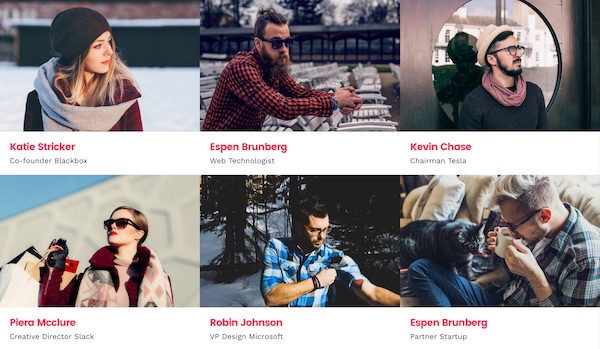 Katie Stricker
Co-founder Blackbox
Espen Brunberg
Web Technologist
Kevin Chase
Chairman Tesla
Piera Mcclure
Creative Director Slack
Robin Johnson
VP Design Microsoft
Espen Brunberg
Partner Startup